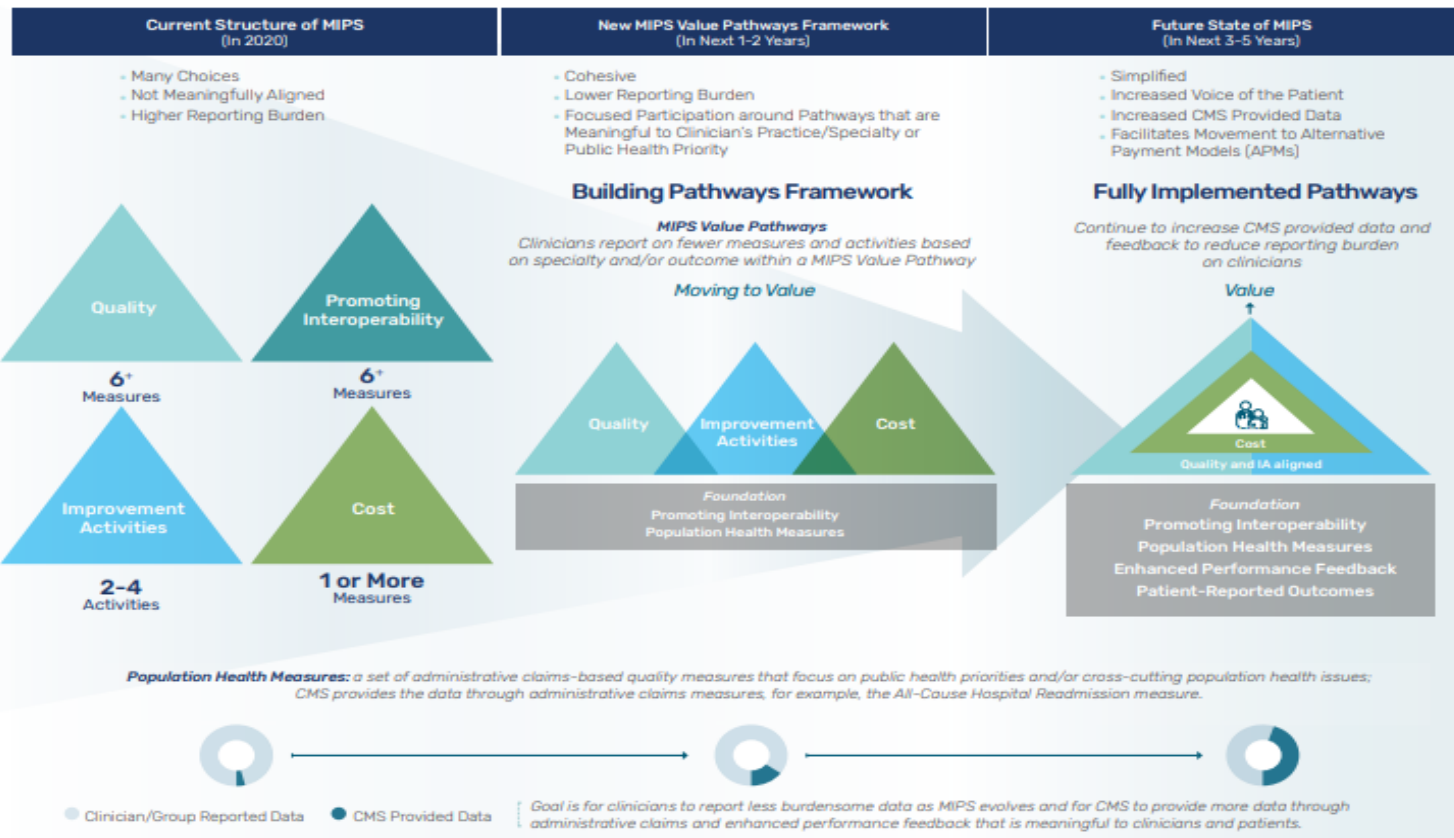 Current Structure of MIPS
(In 2020)
New MIPS Value Pathways Framework
(In Next 1-2 Years)
Future State of MIPS
(In Next 3-5 Years)
- Many Choices
- Not Meaningfully Aligned
- Higher Reporting Burden
- Cohesive
- Lower Reporting Burden
- Focused Participation around Pathways that are
Meaningful to Clinician's Practice/Specialty or
Public Health Priority
- Simplified
- Increased Voice of the Patient
- Increased CMS Provided Data
- Facilitates Movement to Alternative
Payment Models (APMs)
Quality
6+
Measures
Promoting
Interoperability
6+
Measures
Improvement
Activities
2-4
Activities
Cost
1 or More
Measures
Building Pathways Framework
MIPS Value Pathways
Clinicians report on fewer measures and activities based
on specialty and/or outcome within a MIPS Value Pathway
Moving to Value
Quality
Improvement
Activities
Cost
Foundation
Promoting Interoperability
Population Health Measures
Fully Implemented Pathways
Continue to increase CMS provided data and
feedback to reduce reporting burden
on clinicians
Value
Cost
Quality and IA aligned
Foundation
Promoting Interoperability
Population Health Measures
Enhanced Performance Feedback
Patient-Reported Outcomes
Population Health Measures: a set of administrative claims-based quality measures that focus on public health priorities and/or cross-cutting population health issues;
CMS provides the data through administrative claims measures, for example, the All-Cause Hospital Readmission measure.
Clinician/Group Reported Data
CMS Provided Data
Goal is for clinicians to report less burdensome data as MIPS evolves and for CMS to provide more data through
administrative claims and enhanced performance feedback that is meaningful to clinicians and patients.